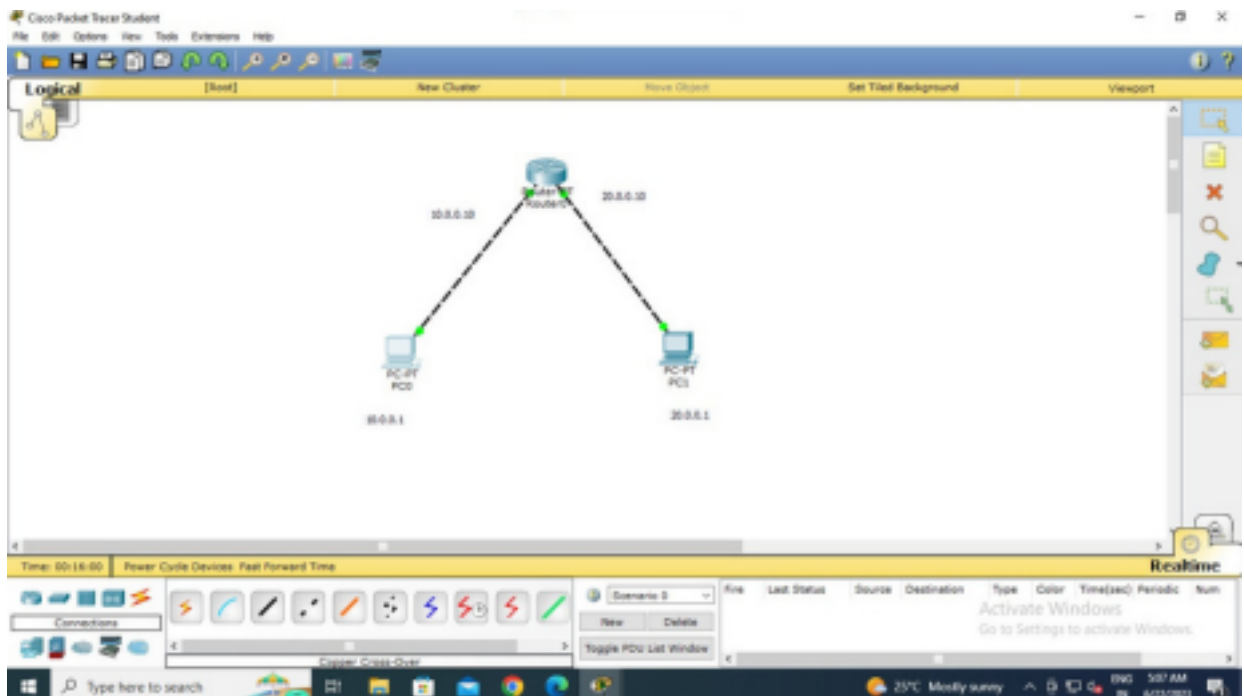 Cisco Packet Tracer Student
File Edit Options View Tools Extensions Help
Logical [Root] New Cluster Move Object Set Tiled Background Viewport
Router-PT
Router0
20.0.0.10
10.0.0.10
PC-PT
PC0
PC-PT
PC1
10.0.0.1
20.0.0.1
Time: 00:16:00 Power Cycle Devices Fast Forward Time Realtime
Connections
Copper Cross-Over
Scenario 0
New Delete
Toggle PDU List Window
Fire Last Status Source Destination Type Color Time(sec) Periodic Num
Activate Windows
Go to Settings to activate Windows.
Type here to search
25°C Mostly sunny
ENG
5:07 AM